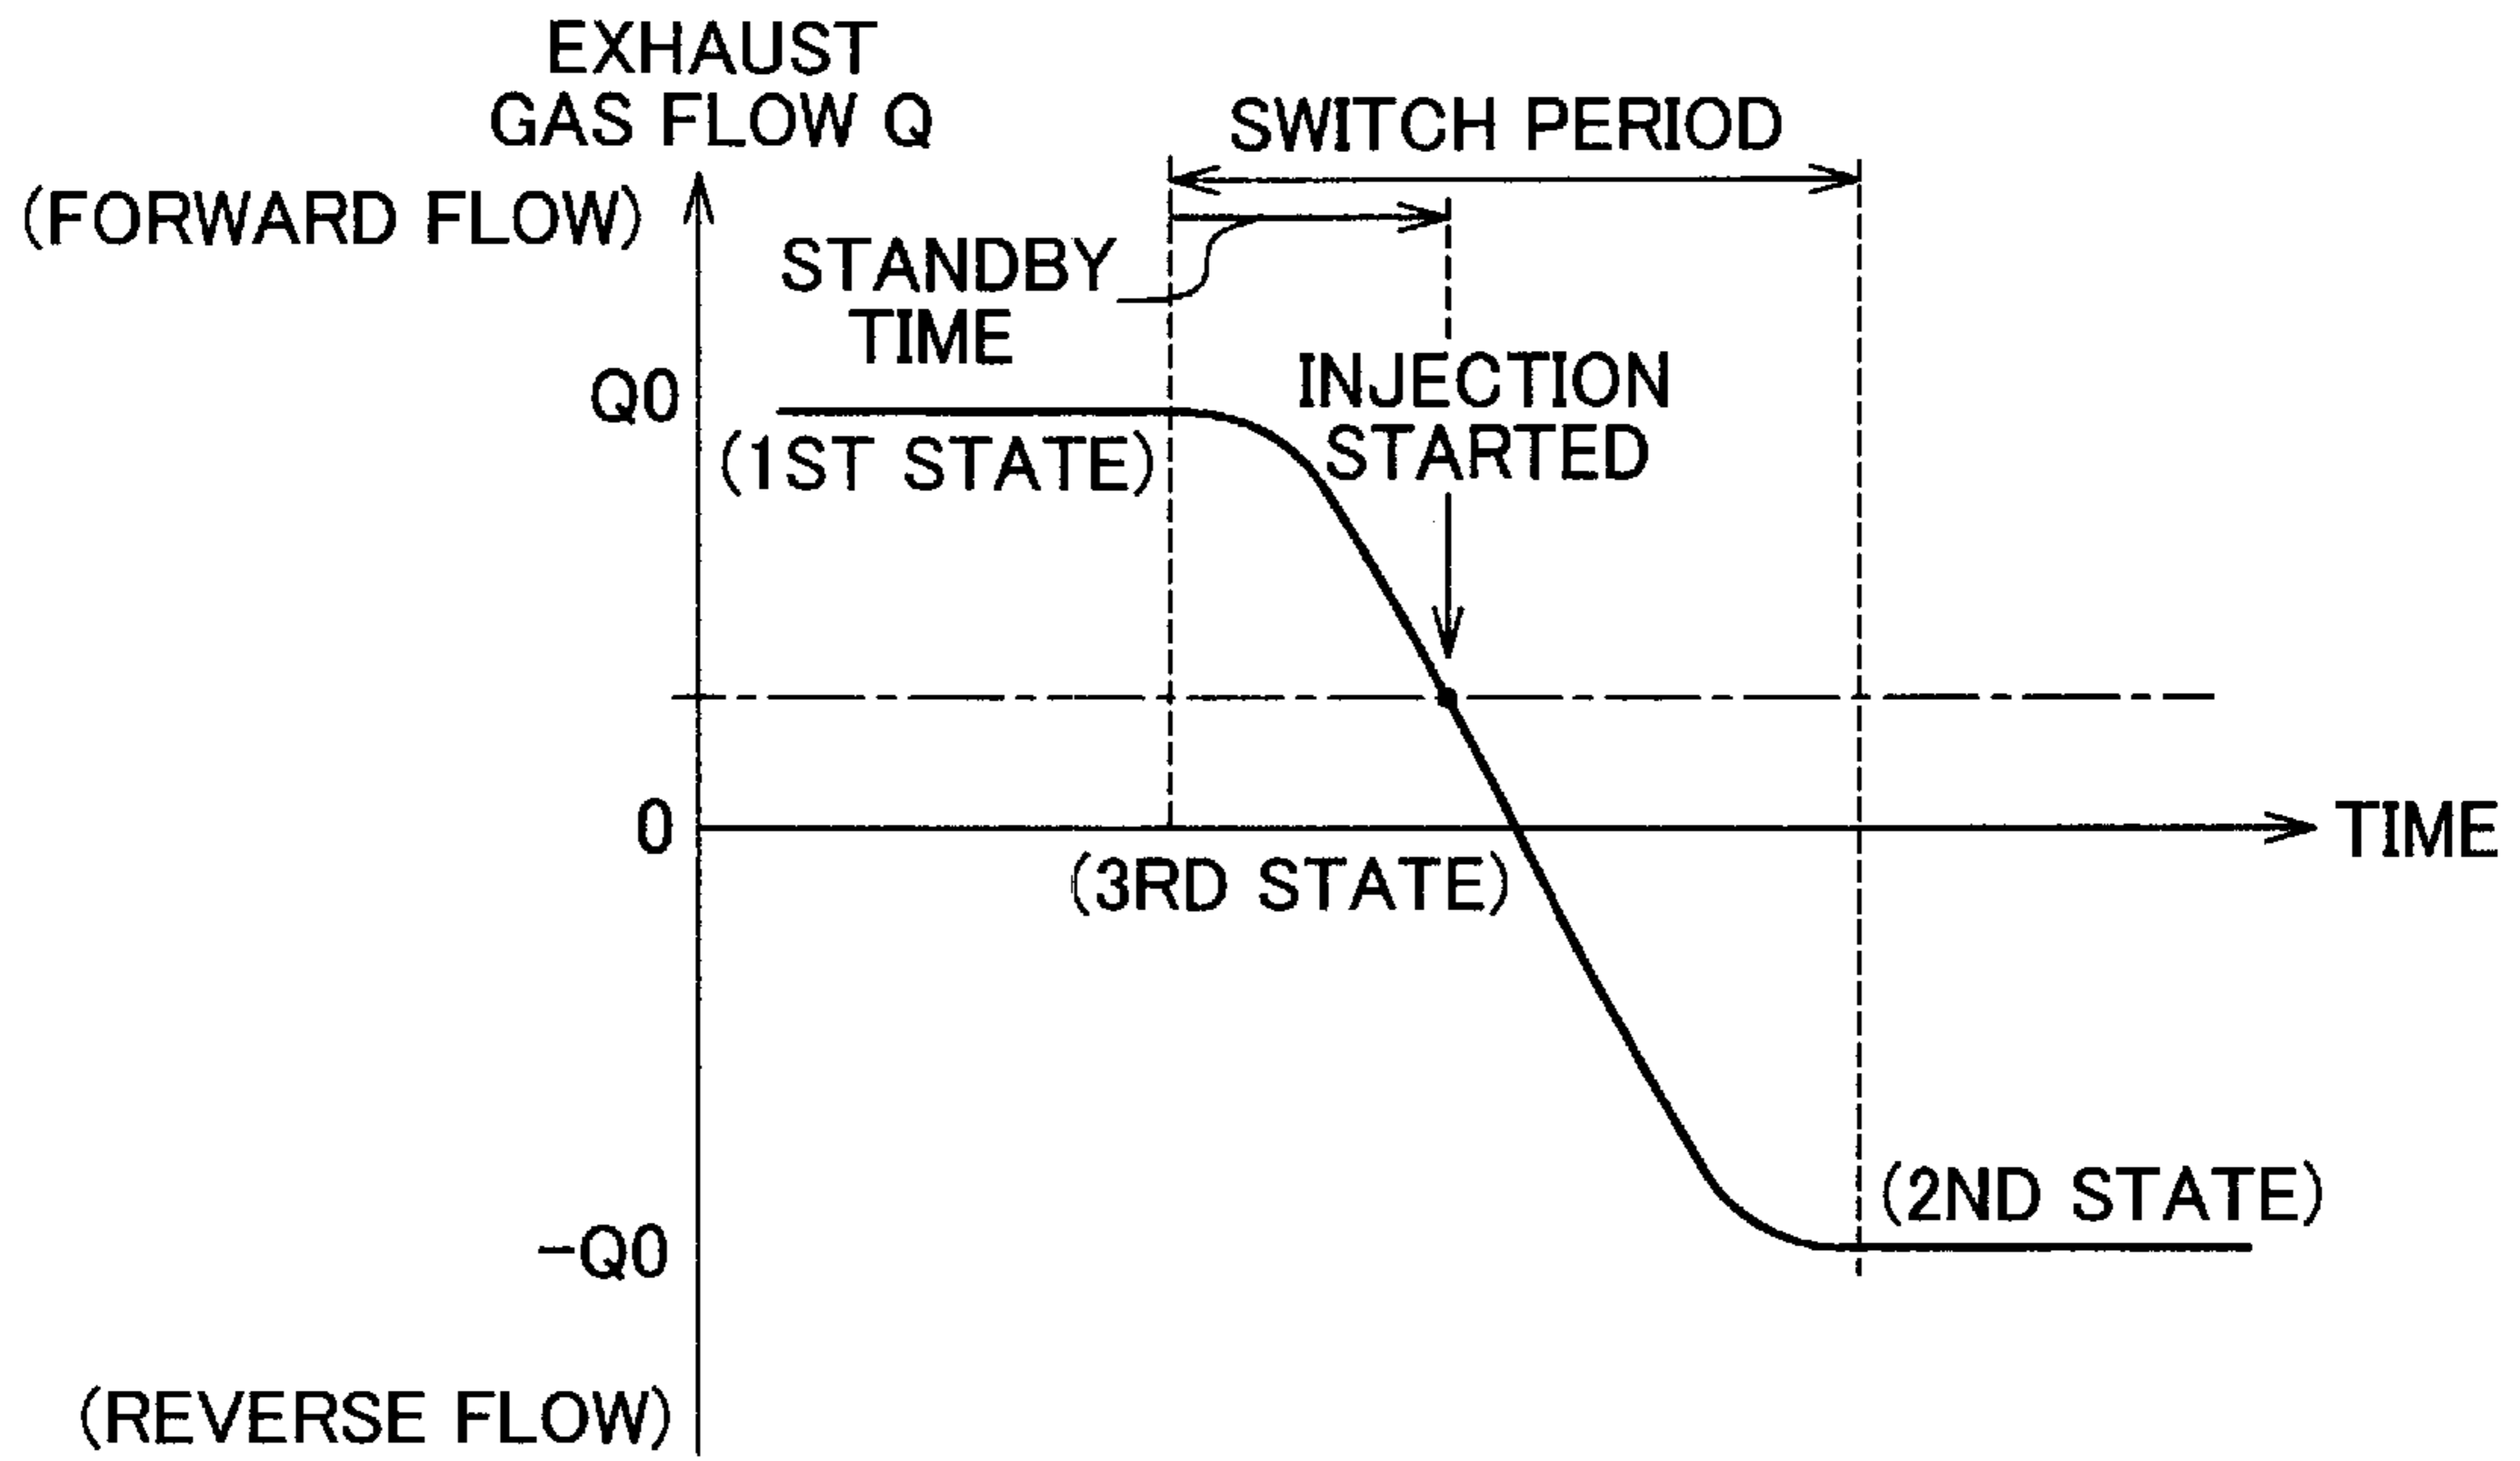 EXHAUST
GAS FLOW Q
(FORWARD FLOW)
SWITCH PERIOD
STANDBY
TIME
INJECTION
STARTED
Q0
(1ST STATE)
0
TIME
(3RD STATE)
(2ND STATE)
-Q0
(REVERSE FLOW)